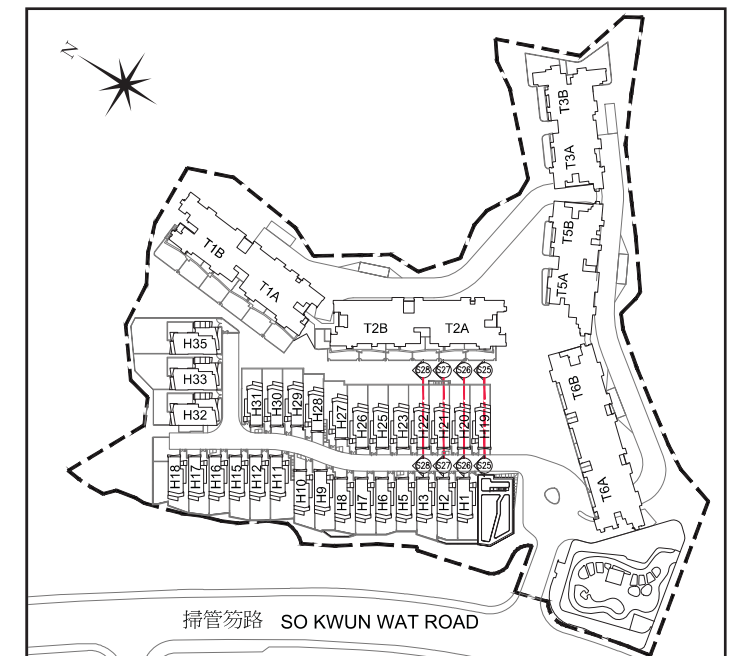 N
T3B
T3A
T5B
T5A
T1B
T1A
T2B
T2A
T6B
T6A
H35
H33
H32
S28 S27 S26 S25
H31 H30 H29 H28 H27 H26 H25 H23 H22 H21 H20 H19
S28 S27 S26 S25
H18 H17 H16 H15 H12 H11 H10 H9 H8 H7 H6 H5 H3 H2 H1
掃管笏路 SO KWUN WAT ROAD